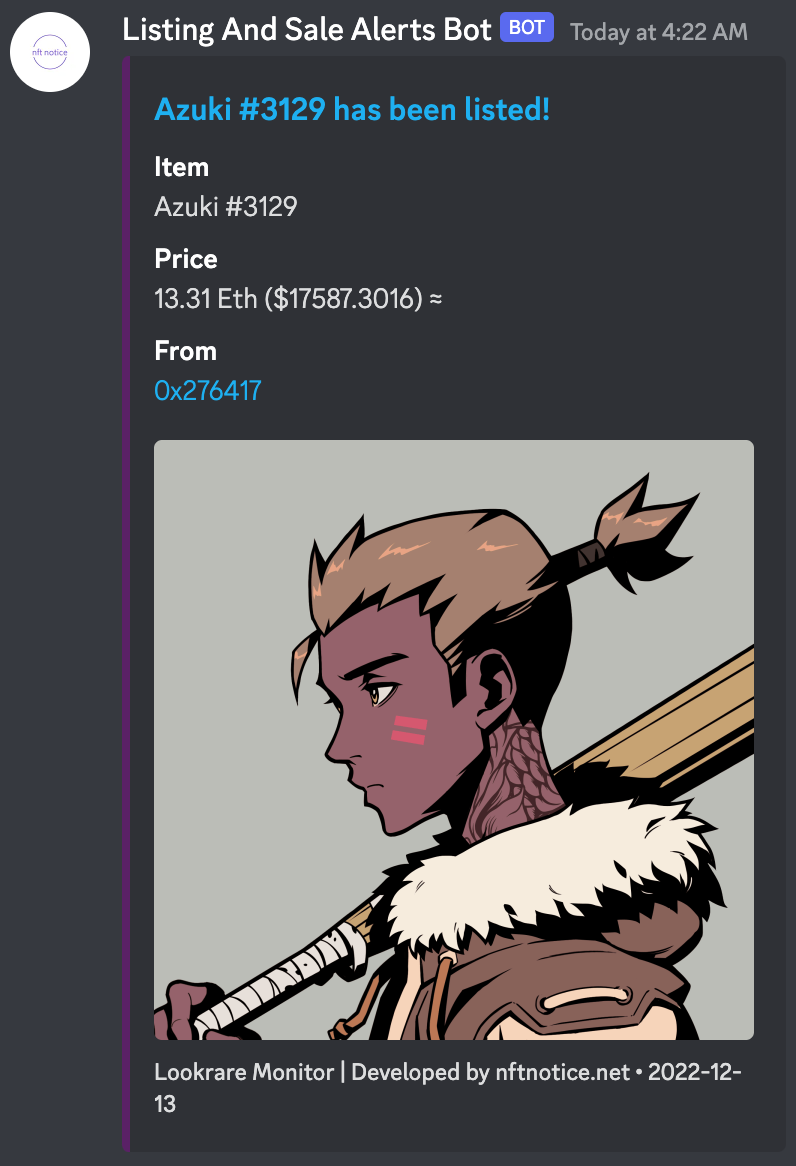 nft notice
Listing And Sale Alerts Bot BOT Today at 4:22 AM
Azuki #3129 has been listed!
Item
Azuki #3129
Price
13.31 Eth ($17587.3016) ≈
From
0x276417
Lookrare Monitor | Developed by nftnotice.net • 2022-12-
13